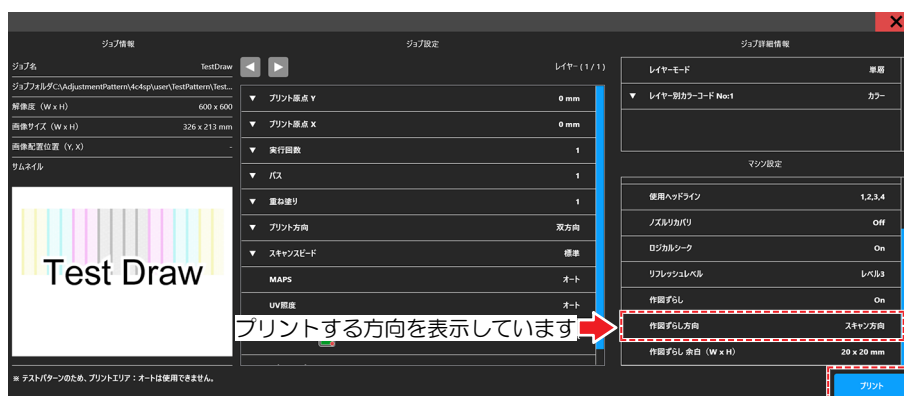 ジョブ情報
ジョブ名 TestDraw
ジョブフォルダ C:\AdjustmentPattern\4c4sp\user\TestPattern\Test...
解像度（W x H） 600 x 600
画像サイズ（W x H） 326 x 213 mm
画像配置位置（Y, X） -
サムネイル
Test Draw
※ テストパターンのため、プリントエリア：オートは使用できません。
ジョブ設定
レイヤー ( 1 / 1 )
プリント原点 Y 0 mm
プリント原点 X 0 mm
実行回数 1
パス 1
重ね塗り 1
プリント方向 双方向
スキャンスピード 標準
MAPS オート
UV照度 オート
プリントする方向を表示しています
ジョブ詳細情報
レイヤーモード 単層
レイヤー別カラーコード No:1 カラー
マシン設定
使用ヘッドライン 1,2,3,4
ノズルリカバリ Off
ロジカルシーク On
リフレッシュレベル レベル3
作図ずらし On
作図ずらし方向 スキャン方向
作図ずらし 余白（W x H） 20 x 20 mm
プリント